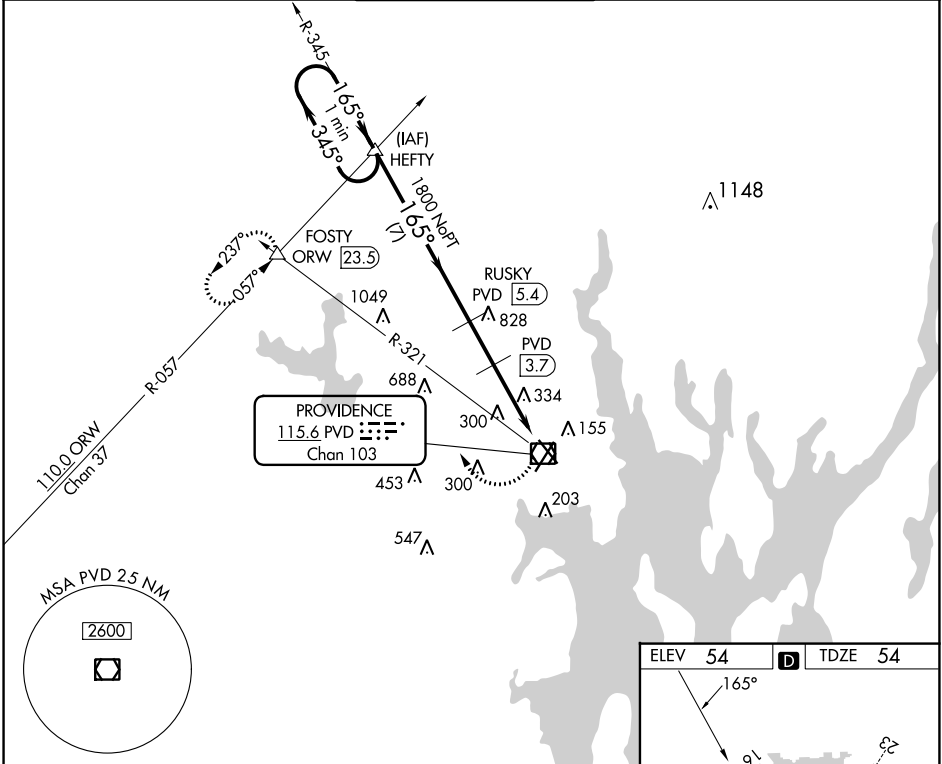 R-345
165°
1 min
345°
(IAF)
HEFTY
1148
1800 NoPT
165°
(7)
237°
FOSTY
ORW 23.5
057°
RUSKY
PVD 5.4
1049
828
R-321
PVD
3.7
R-057
688
334
PROVIDENCE
115.6 PVD
Chan 103
300
155
110.0 ORW
Chan 37
453
300
203
547
MSA PVD 25 NM
2600
ELEV 54 D TDZE 54
165°
16
23